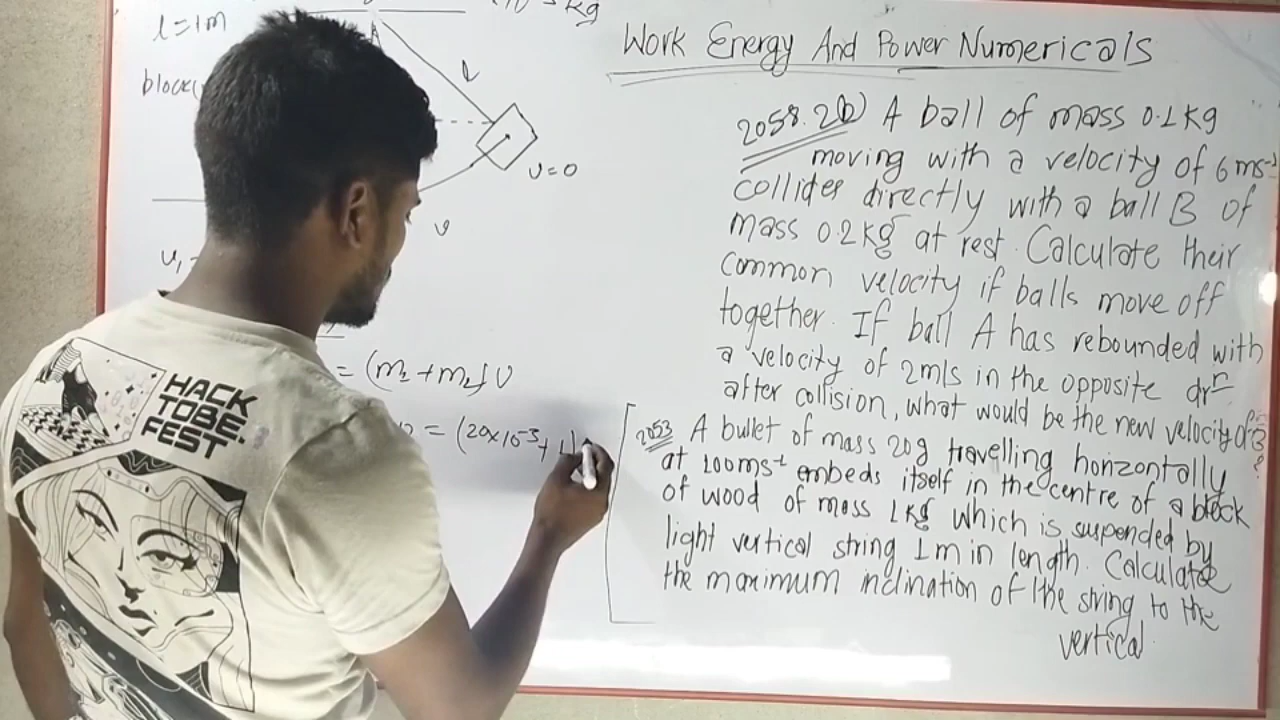 l=1m
kg
block
l
v=0
v
= (m₁+m₂)v
= (20×10⁻³+1)
HACK
TOBE.
FEST
Work Energy And Power Numericals
2058.2(b) A ball of mass 0.1kg
moving with a velocity of 6ms⁻¹
collides directly with a ball B of
mass 0.2kg at rest. Calculate their
common velocity if balls move off
together. If ball A has rebounded with
a velocity of 2m/s in the opposite dirⁿ
after collision, what would be the new velocity of B
?
2053 A bullet of mass 20g travelling horizontally
at 100ms⁻¹ embeds itself in the centre of a block
of wood of mass 1kg which is suspended by
light vertical string 1m in length. Calculate
the maximum inclination of the string to the
vertical.